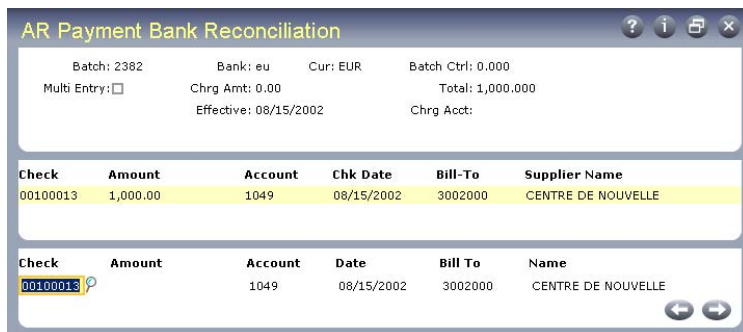 AR Payment Bank Reconciliation
Batch: 2382 Bank: eu Cur: EUR Batch Ctrl: 0.000
Multi Entry: Chrg Amt: 0.00 Total: 1,000.000
Effective: 08/15/2002 Chrg Acct:
Check Amount Account Chk Date Bill-To Supplier Name
00100013 1,000.00 1049 08/15/2002 3002000 CENTRE DE NOUVELLE
Check Amount Account Date Bill To Name
00100013 1049 08/15/2002 3002000 CENTRE DE NOUVELLE